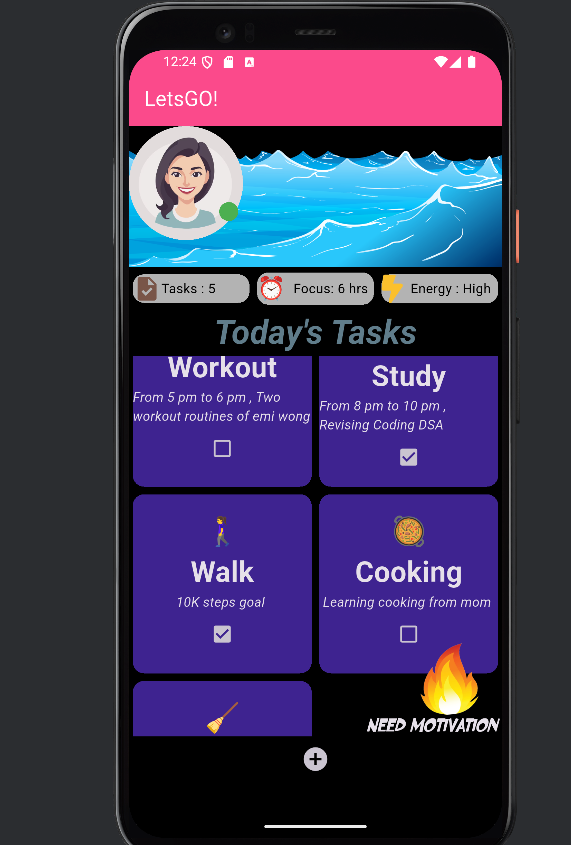 12:24
LetsGO!
Tasks : 5
Focus: 6 hrs
Energy : High
Today's Tasks
Workout
From 5 pm to 6 pm , Two
workout routines of emi wong
Study
From 8 pm to 10 pm ,
Revising Coding DSA
Walk
10K steps goal
Cooking
Learning cooking from mom
NEED MOTIVATION